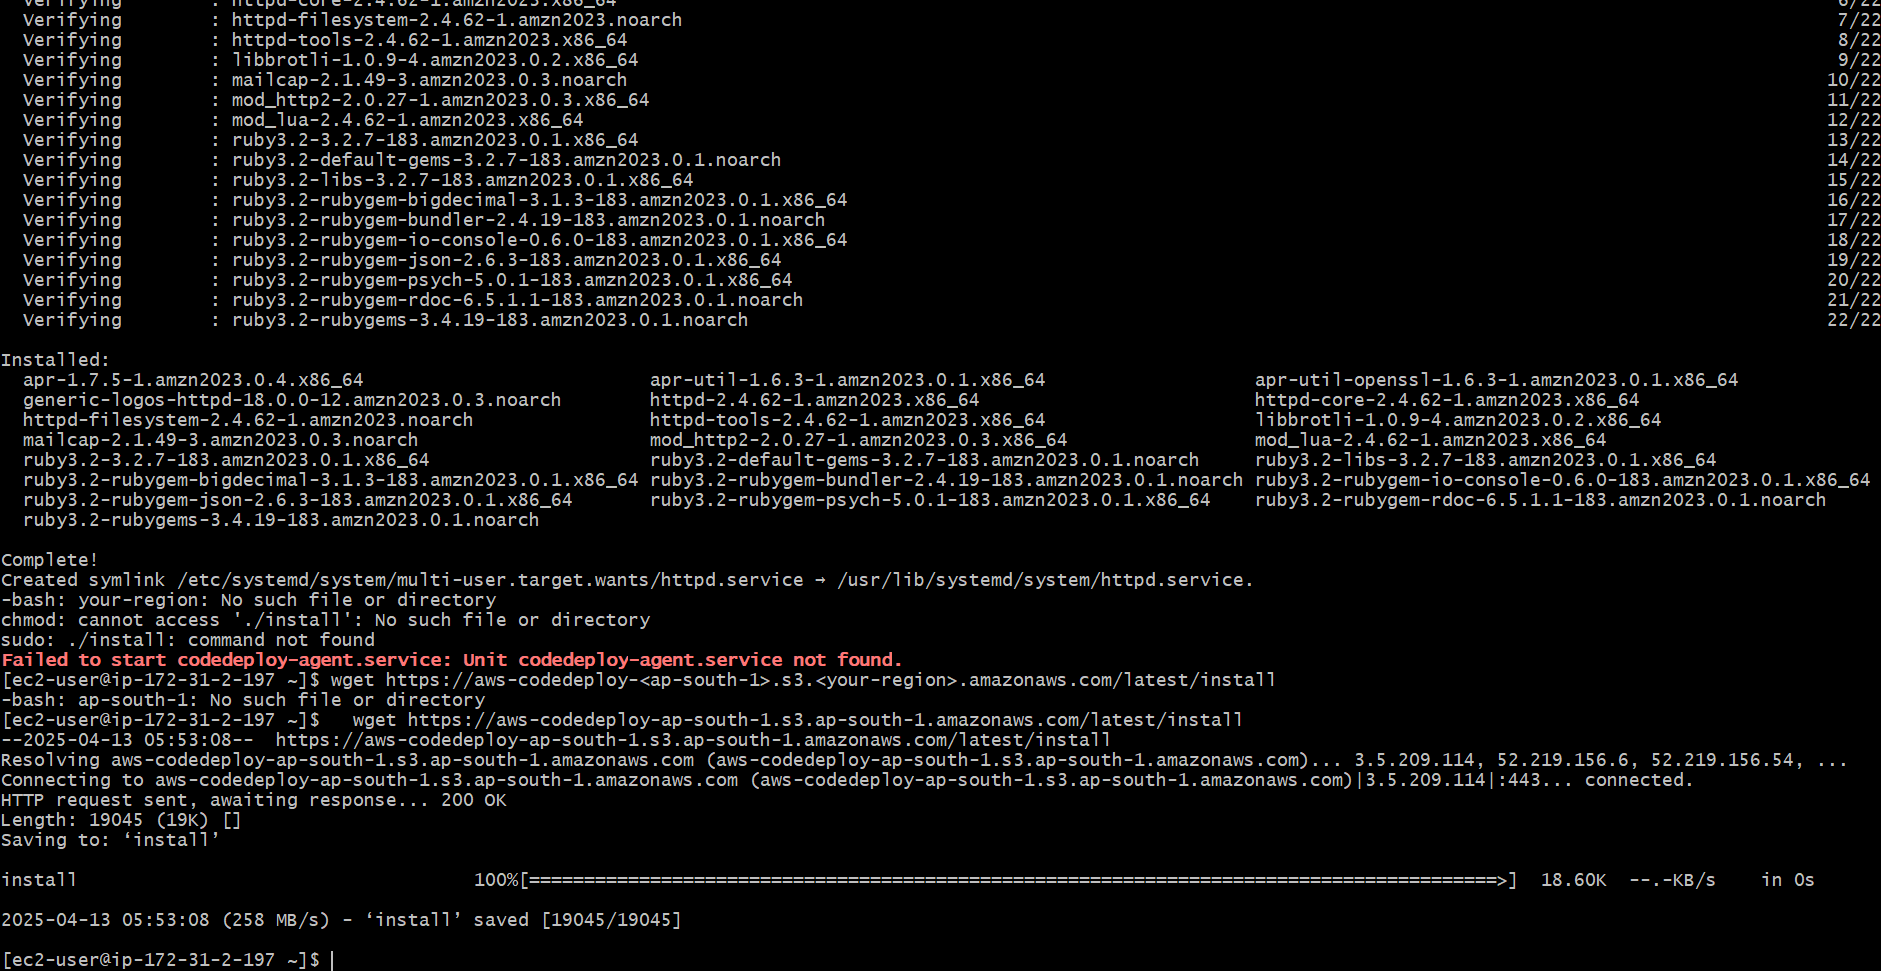 Verifying : httpd-core-2.4.62-1.amzn2023.x86_64 6/22
Verifying : httpd-filesystem-2.4.62-1.amzn2023.noarch 7/22
Verifying : httpd-tools-2.4.62-1.amzn2023.x86_64 8/22
Verifying : libbrotli-1.0.9-4.amzn2023.0.2.x86_64 9/22
Verifying : mailcap-2.1.49-3.amzn2023.0.3.noarch 10/22
Verifying : mod_http2-2.0.27-1.amzn2023.0.3.x86_64 11/22
Verifying : mod_lua-2.4.62-1.amzn2023.x86_64 12/22
Verifying : ruby3.2-3.2.7-183.amzn2023.0.1.x86_64 13/22
Verifying : ruby3.2-default-gems-3.2.7-183.amzn2023.0.1.noarch 14/22
Verifying : ruby3.2-libs-3.2.7-183.amzn2023.0.1.x86_64 15/22
Verifying : ruby3.2-rubygem-bigdecimal-3.1.3-183.amzn2023.0.1.x86_64 16/22
Verifying : ruby3.2-rubygem-bundler-2.4.19-183.amzn2023.0.1.noarch 17/22
Verifying : ruby3.2-rubygem-io-console-0.6.0-183.amzn2023.0.1.x86_64 18/22
Verifying : ruby3.2-rubygem-json-2.6.3-183.amzn2023.0.1.x86_64 19/22
Verifying : ruby3.2-rubygem-psych-5.0.1-183.amzn2023.0.1.x86_64 20/22
Verifying : ruby3.2-rubygem-rdoc-6.5.1.1-183.amzn2023.0.1.noarch 21/22
Verifying : ruby3.2-rubygems-3.4.19-183.amzn2023.0.1.noarch 22/22
Installed:
apr-1.7.5-1.amzn2023.0.4.x86_64 apr-util-1.6.3-1.amzn2023.0.1.x86_64 apr-util-openssl-1.6.3-1.amzn2023.0.1.x86_64
generic-logos-httpd-18.0.0-12.amzn2023.0.3.noarch httpd-2.4.62-1.amzn2023.x86_64 httpd-core-2.4.62-1.amzn2023.x86_64
httpd-filesystem-2.4.62-1.amzn2023.noarch httpd-tools-2.4.62-1.amzn2023.x86_64 libbrotli-1.0.9-4.amzn2023.0.2.x86_64
mailcap-2.1.49-3.amzn2023.0.3.noarch mod_http2-2.0.27-1.amzn2023.0.3.x86_64 mod_lua-2.4.62-1.amzn2023.x86_64
ruby3.2-3.2.7-183.amzn2023.0.1.x86_64 ruby3.2-default-gems-3.2.7-183.amzn2023.0.1.noarch ruby3.2-libs-3.2.7-183.amzn2023.0.1.x86_64
ruby3.2-rubygem-bigdecimal-3.1.3-183.amzn2023.0.1.x86_64 ruby3.2-rubygem-bundler-2.4.19-183.amzn2023.0.1.noarch ruby3.2-rubygem-io-console-0.6.0-183.amzn2023.0.1.x86_64
ruby3.2-rubygem-json-2.6.3-183.amzn2023.0.1.x86_64 ruby3.2-rubygem-psych-5.0.1-183.amzn2023.0.1.x86_64 ruby3.2-rubygem-rdoc-6.5.1.1-183.amzn2023.0.1.noarch
ruby3.2-rubygems-3.4.19-183.amzn2023.0.1.noarch
Complete!
Created symlink /etc/systemd/system/multi-user.target.wants/httpd.service → /usr/lib/systemd/system/httpd.service.
-bash: your-region: No such file or directory
chmod: cannot access './install': No such file or directory
sudo: ./install: command not found
Failed to start codedeploy-agent.service: Unit codedeploy-agent.service not found.
[ec2-user@ip-172-31-2-197 ~]$ wget https://aws-codedeploy-<ap-south-1>.s3.<your-region>.amazonaws.com/latest/install
-bash: ap-south-1: No such file or directory
[ec2-user@ip-172-31-2-197 ~]$ wget https://aws-codedeploy-ap-south-1.s3.ap-south-1.amazonaws.com/latest/install
--2025-04-13 05:53:08-- https://aws-codedeploy-ap-south-1.s3.ap-south-1.amazonaws.com/latest/install
Resolving aws-codedeploy-ap-south-1.s3.ap-south-1.amazonaws.com (aws-codedeploy-ap-south-1.s3.ap-south-1.amazonaws.com)... 3.5.209.114, 52.219.156.6, 52.219.156.54, ...
Connecting to aws-codedeploy-ap-south-1.s3.ap-south-1.amazonaws.com (aws-codedeploy-ap-south-1.s3.ap-south-1.amazonaws.com)|3.5.209.114|:443... connected.
HTTP request sent, awaiting response... 200 OK
Length: 19045 (19K) []
Saving to: ‘install’
install 100%[========================================================================================>] 18.60K --.-KB/s in 0s
2025-04-13 05:53:08 (258 MB/s) - ‘install’ saved [19045/19045]
[ec2-user@ip-172-31-2-197 ~]$